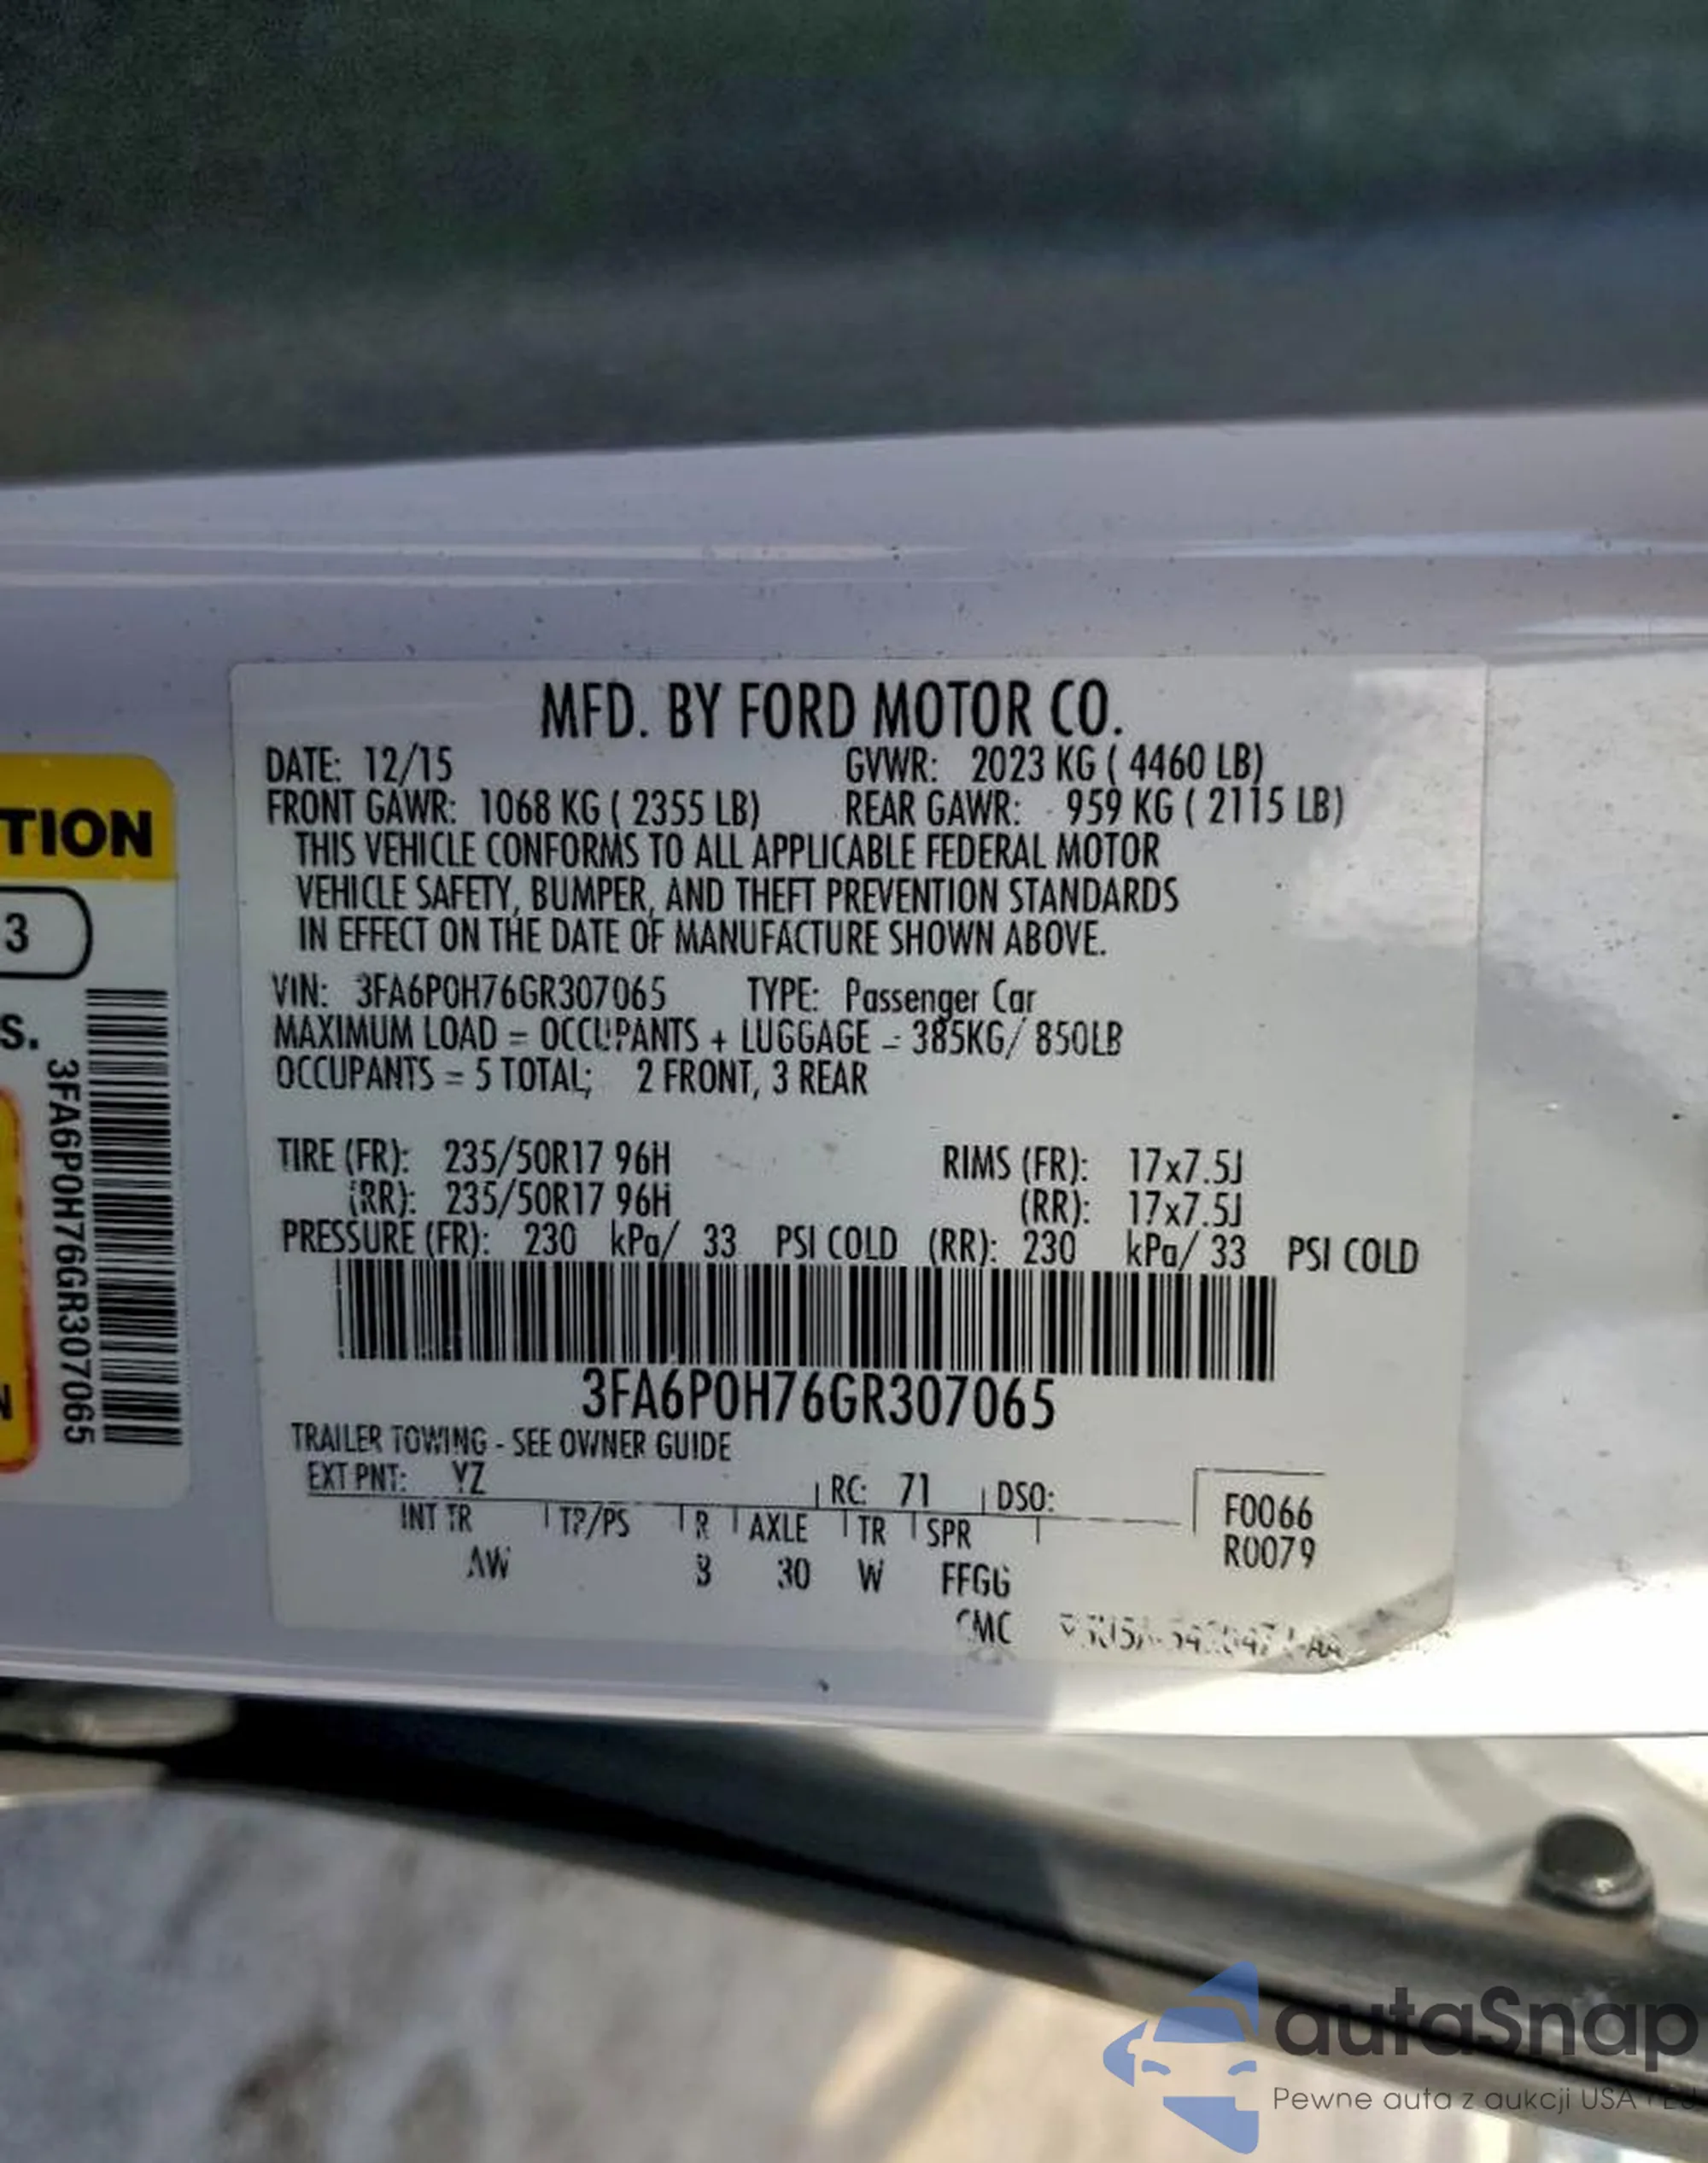 TION
3
S.
3FA6P0H76GR307065
N
MFD. BY FORD MOTOR CO.
DATE: 12/15 GVWR: 2023 KG ( 4460 LB)
FRONT GAWR: 1068 KG ( 2355 LB) REAR GAWR: 959 KG ( 2115 LB)
THIS VEHICLE CONFORMS TO ALL APPLICABLE FEDERAL MOTOR
VEHICLE SAFETY, BUMPER, AND THEFT PREVENTION STANDARDS
IN EFFECT ON THE DATE OF MANUFACTURE SHOWN ABOVE.
VIN: 3FA6P0H76GR307065 TYPE: Passenger Car
MAXIMUM LOAD = OCCUPANTS + LUGGAGE = 385KG/ 850LB
OCCUPANTS = 5 TOTAL; 2 FRONT, 3 REAR
TIRE (FR): 235/50R17 96H RIMS (FR): 17x7.5J
(RR): 235/50R17 96H (RR): 17x7.5J
PRESSURE (FR): 230 kPa/ 33 PSI COLD (RR): 230 kPa/ 33 PSI COLD
3FA6P0H76GR307065
TRAILER TOWING - SEE OWNER GUIDE
EXT PNT: YZ RC: 71 DSO:
INT TR TP/PS R AXLE TR SPR
AW 3 30 W FFGG
F0066
R0079
CMC
autaSnap
Pewne auta z aukcji USA